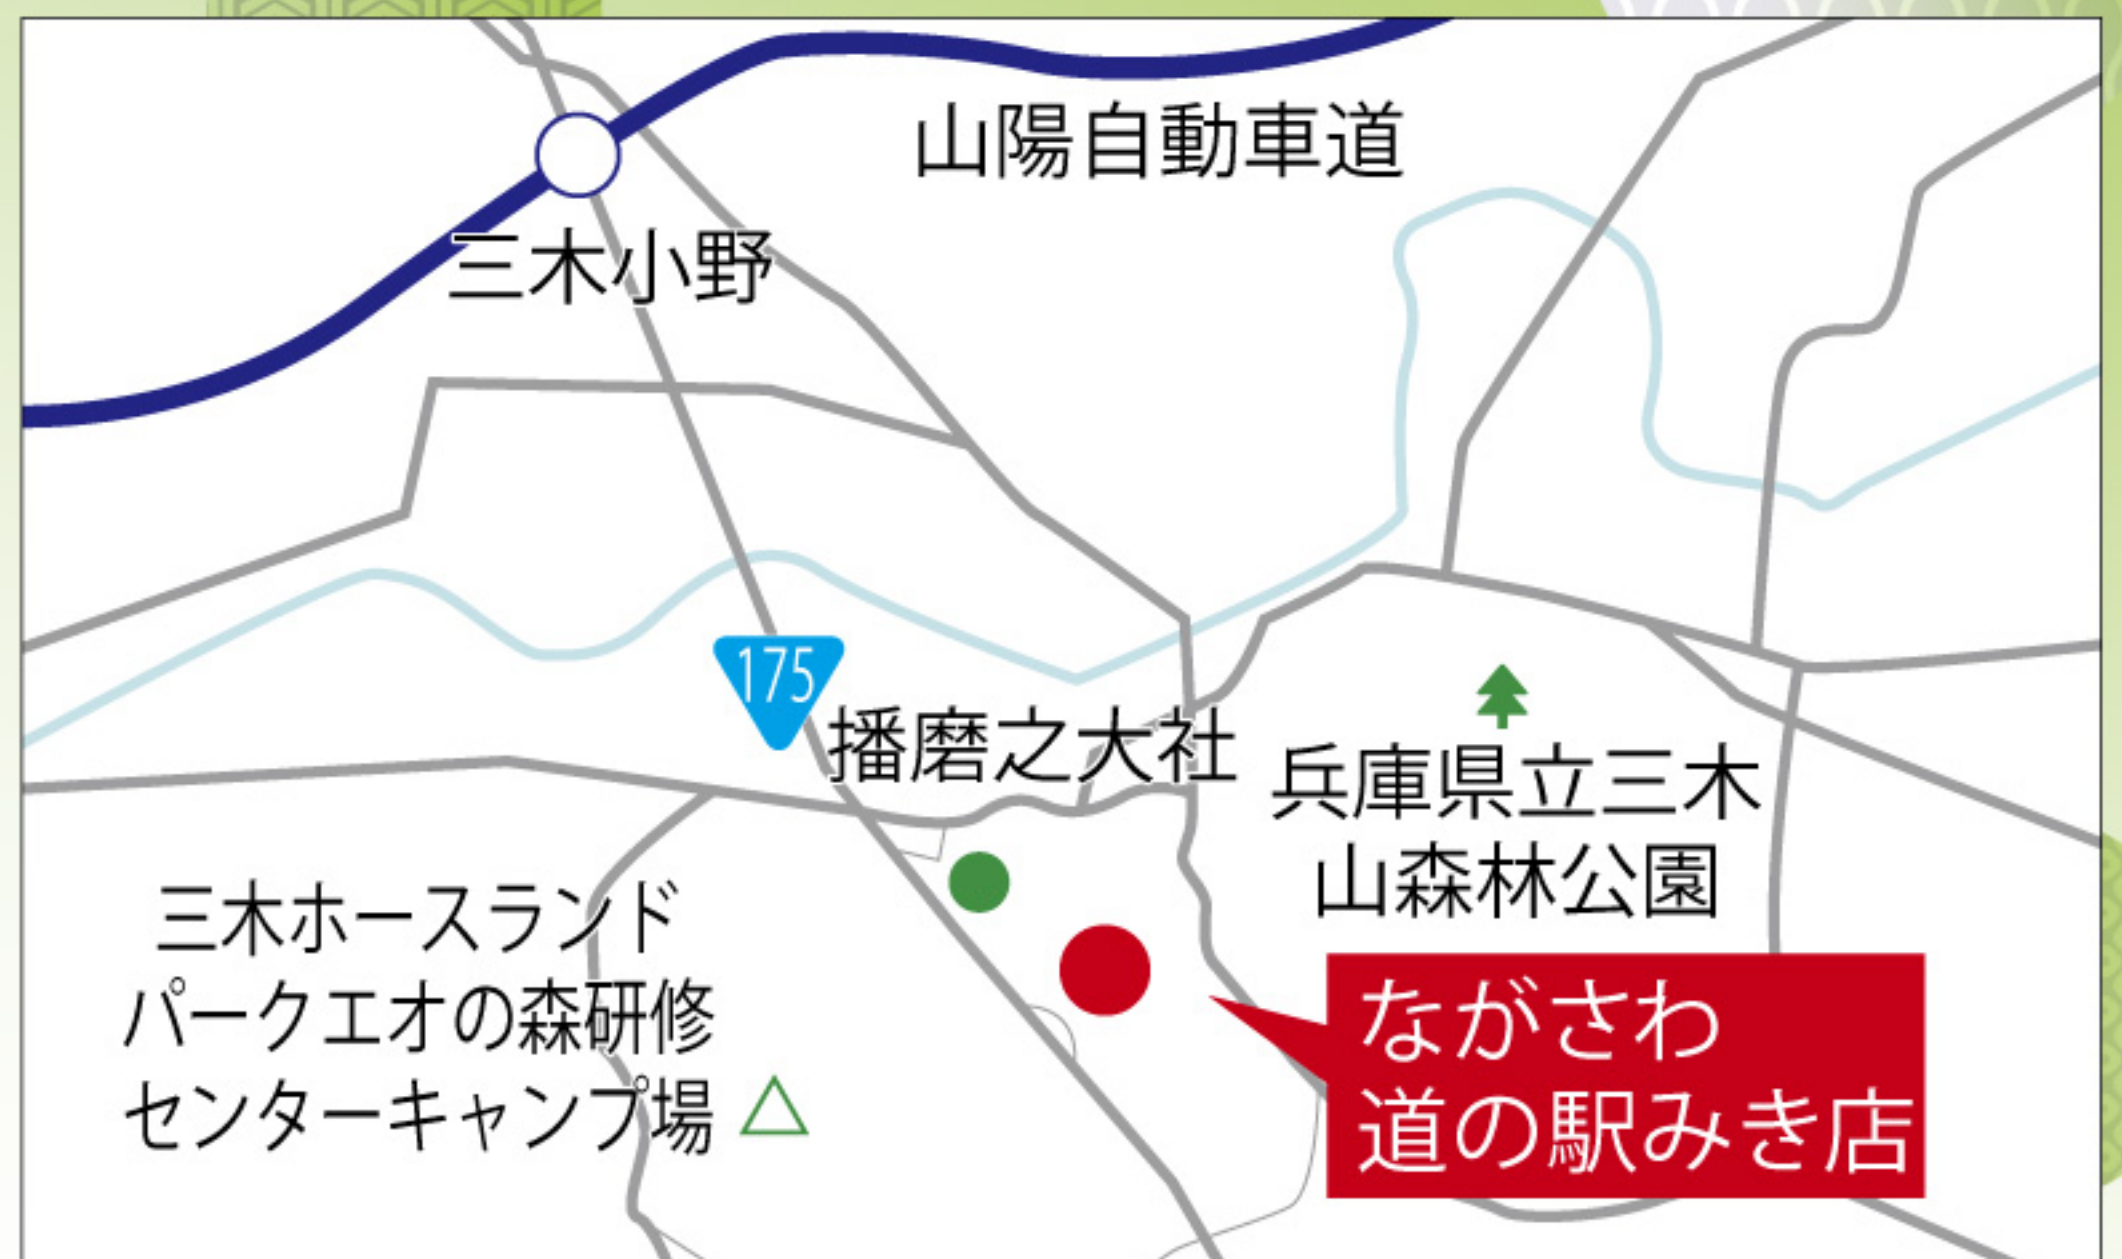 山陽自動車道
三木小野
175
播磨之大社
兵庫県立三木
山森林公園
三木ホースランド
パークエオの森研修
センターキャンプ場
ながさわ
道の駅みき店